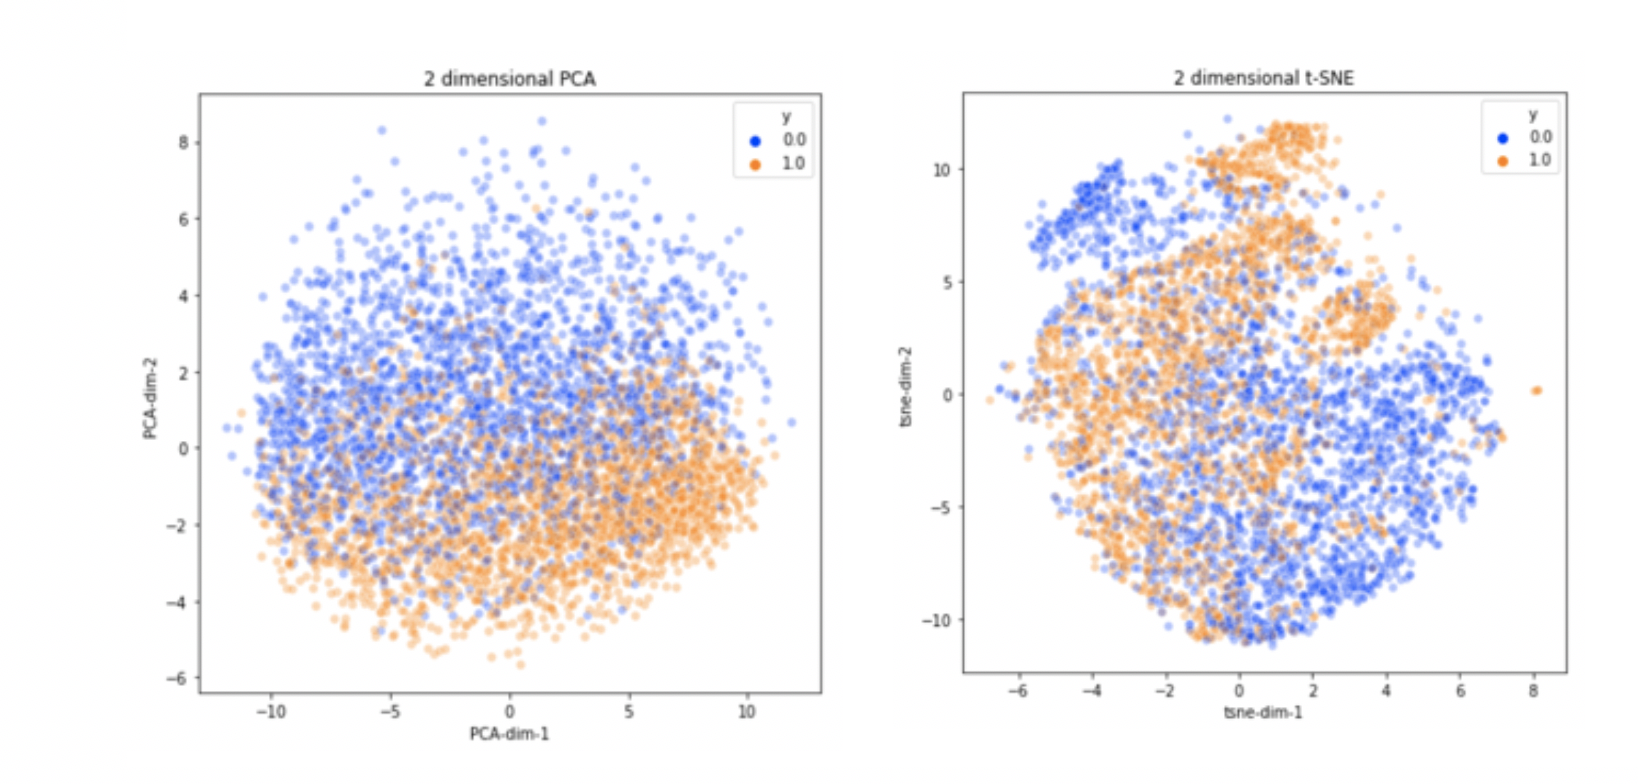 2 dimensional PCA
y
0.0
1.0
8
6
4
2
0
−2
−4
−6
PCA-dim-2
−10 −5 0 5 10
PCA-dim-1
2 dimensional t-SNE
y
0.0
1.0
10
5
0
−5
−10
tsne-dim-2
−6 −4 −2 0 2 4 6 8
tsne-dim-1